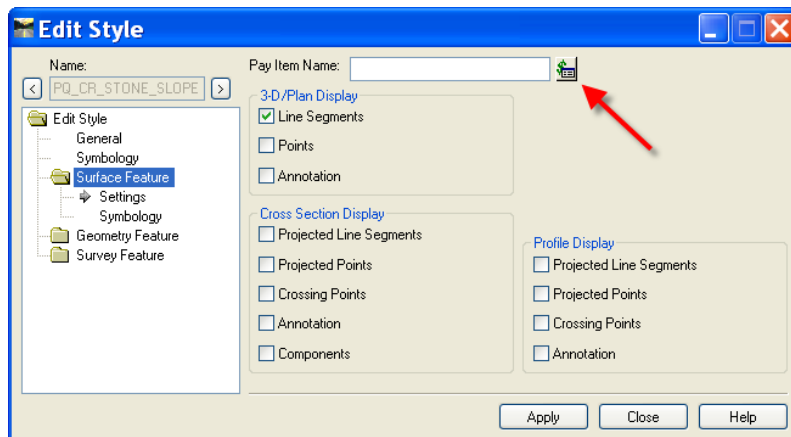 Edit Style
Name:
< PQ_CR_STONE_SLOPE >
Edit Style
General
Symbology
Surface Feature
Settings
Symbology
Geometry Feature
Survey Feature
Pay Item Name:
3-D/Plan Display
Line Segments
Points
Annotation
Cross Section Display
Projected Line Segments
Projected Points
Crossing Points
Annotation
Components
Profile Display
Projected Line Segments
Projected Points
Crossing Points
Annotation
Apply
Close
Help